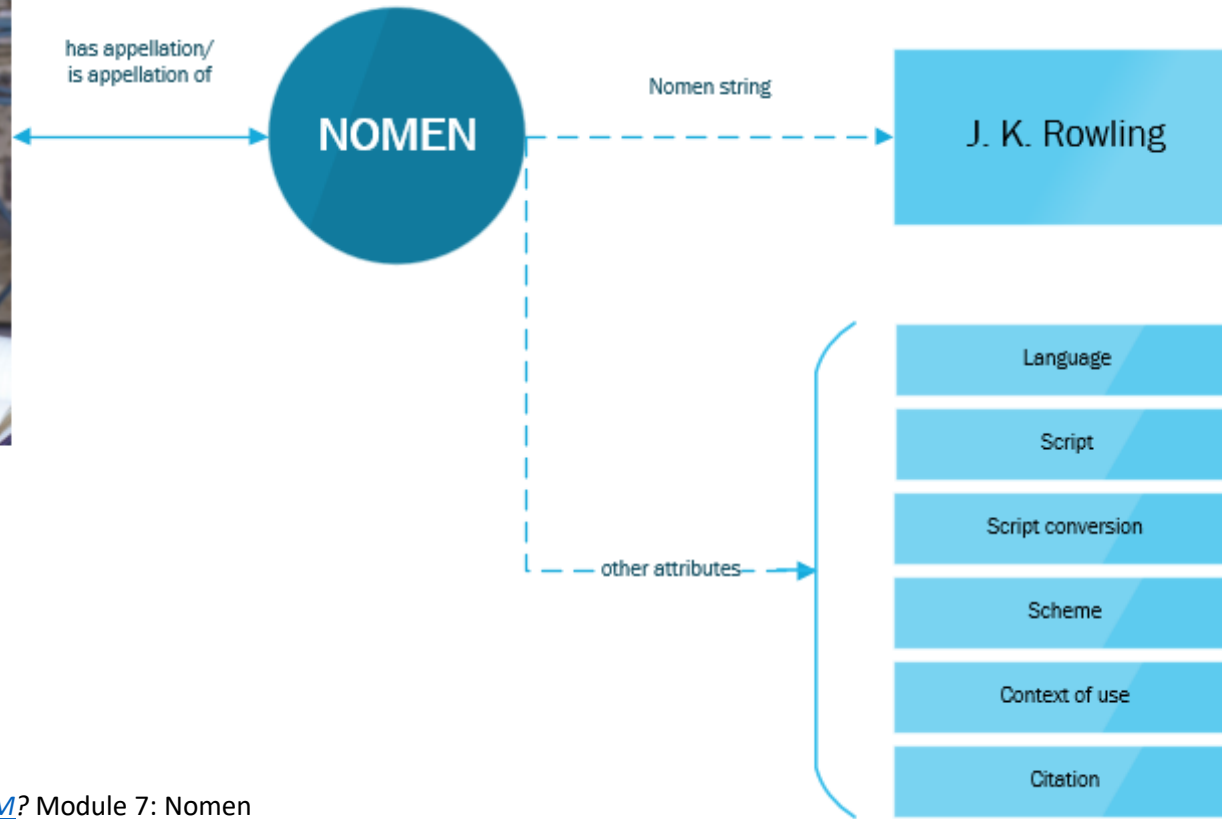 has appellation/
is appellation of
NOMEN
Nomen string
J. K. Rowling
other attributes
Language
Script
Script conversion
Scheme
Context of use
Citation
M? Module 7: Nomen